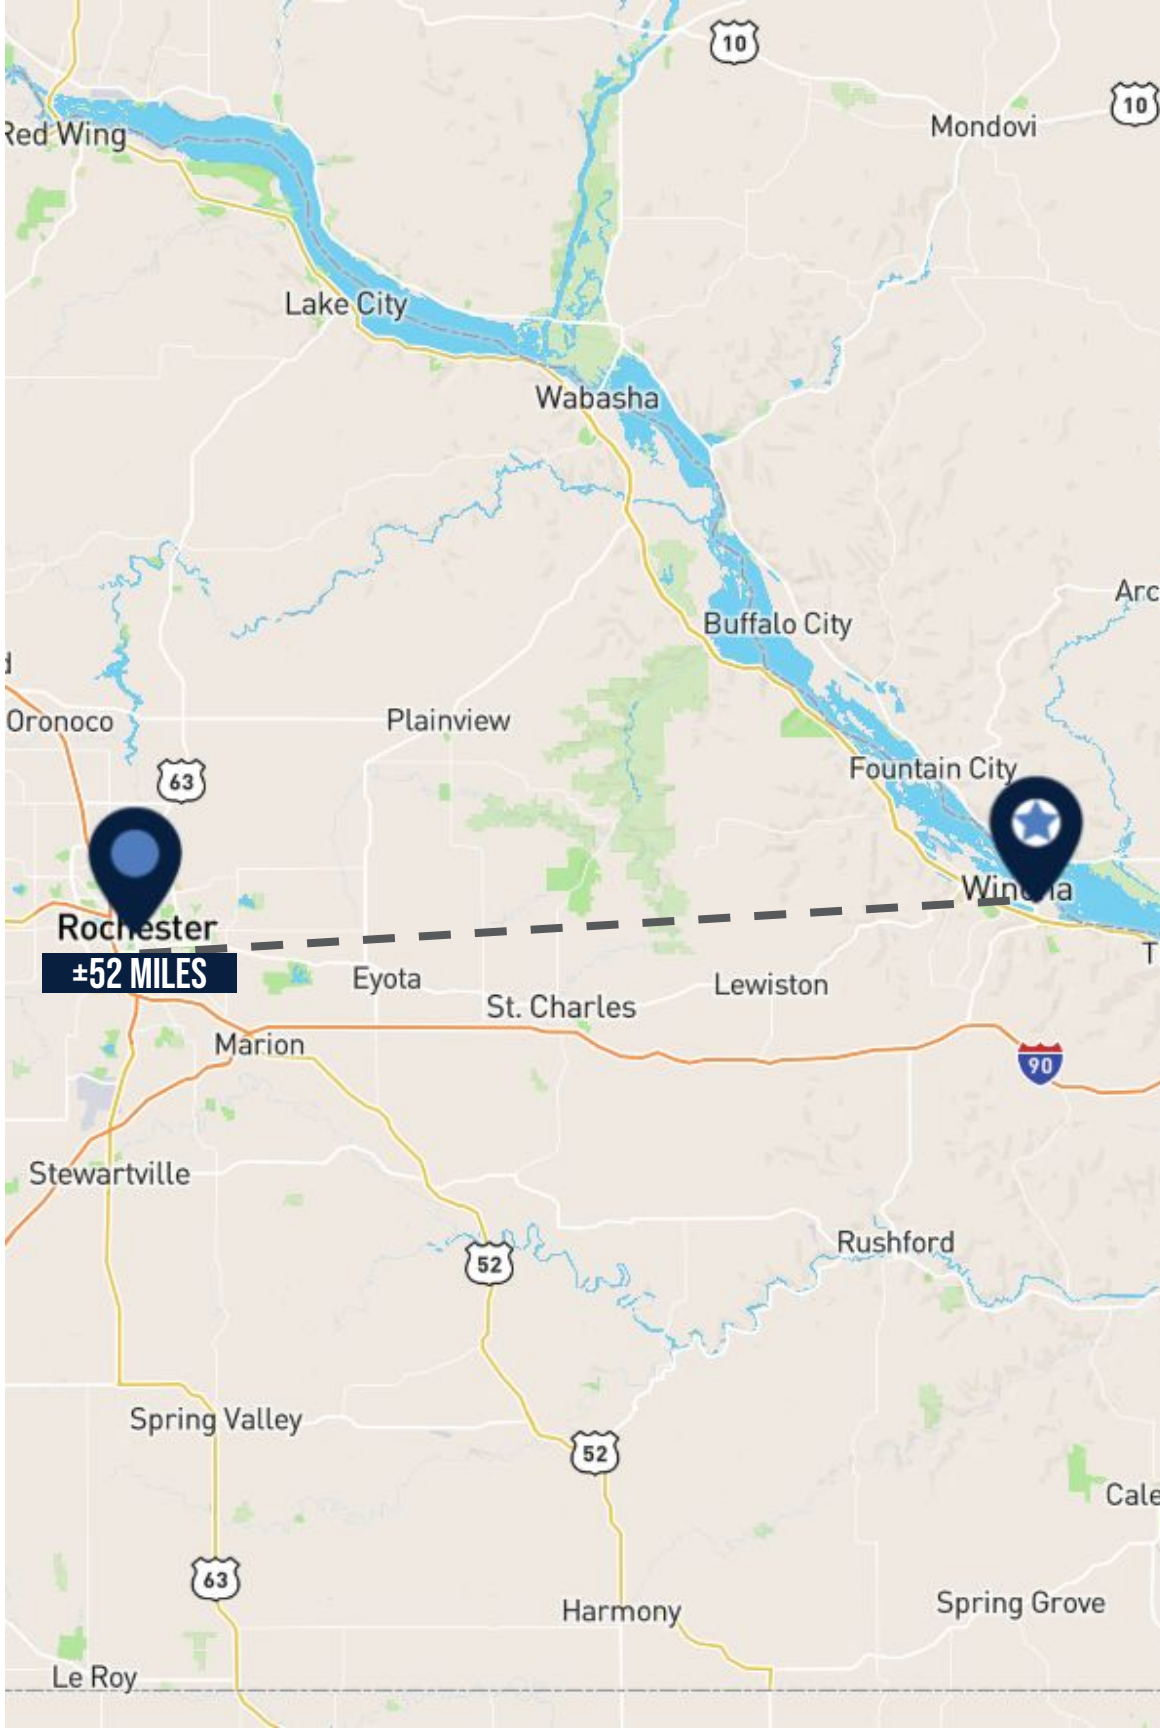 10
10
Mondovi
Red Wing
Lake City
Wabasha
Arc
Buffalo City
d
Oronoco
Plainview
63
Fountain City
Winona
Rochester
T
±52 MILES
Eyota
Lewiston
St. Charles
Marion
90
Stewartville
Rushford
52
Spring Valley
52
Cale
63
Harmony
Spring Grove
Le Roy